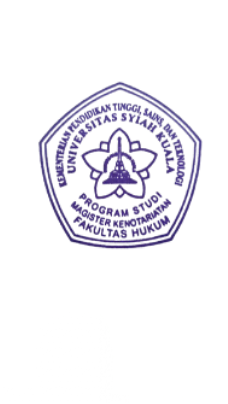 KEMENTERIAN PENDIDIKAN TINGGI, SAINS, DAN TEKNOLOGI
UNIVERSITAS SYIAH KUALA
PROGRAM STUDI
MAGISTER KENOTARIATAN
FAKULTAS HUKUM